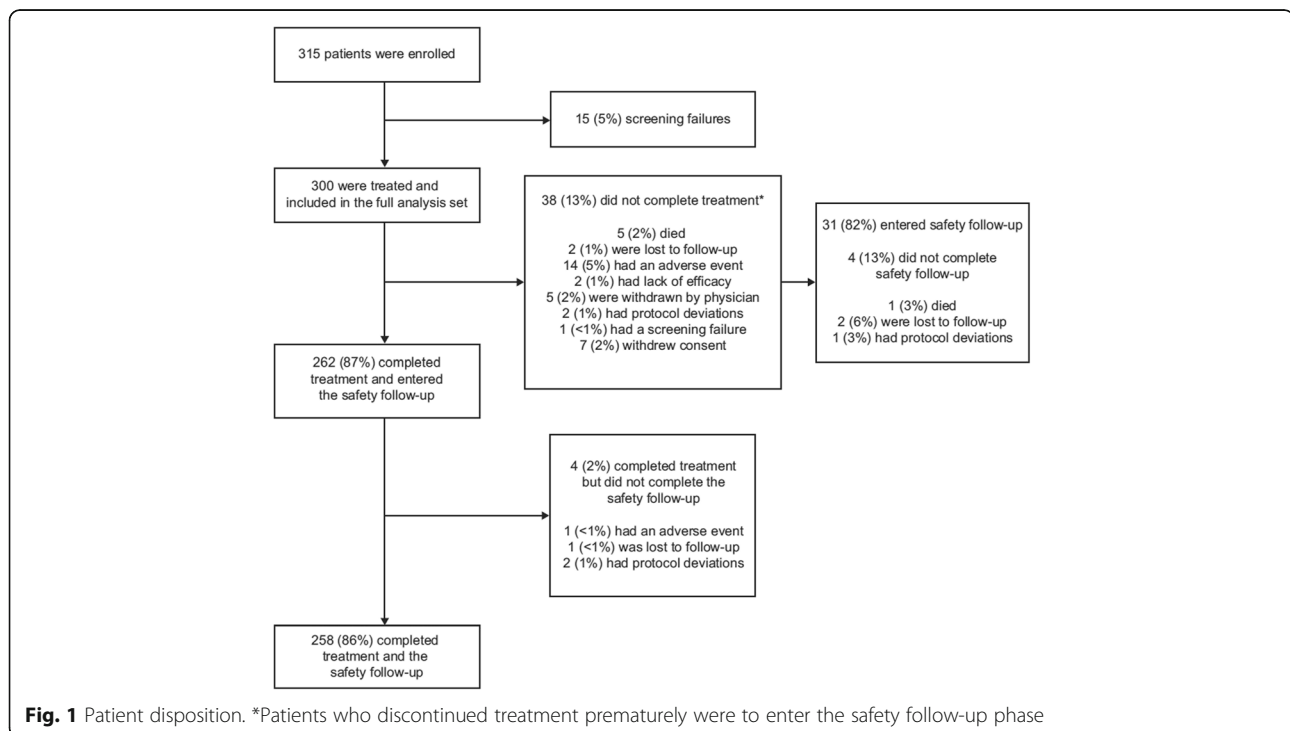 315 patients were enrolled
15 (5%) screening failures
300 were treated and
included in the full analysis set
38 (13%) did not complete treatment*
5 (2%) died
2 (1%) were lost to follow-up
14 (5%) had an adverse event
2 (1%) had lack of efficacy
5 (2%) were withdrawn by physician
2 (1%) had protocol deviations
1 (<1%) had a screening failure
7 (2%) withdrew consent
31 (82%) entered safety follow-up
4 (13%) did not complete
safety follow-up
1 (3%) died
2 (6%) were lost to follow-up
1 (3%) had protocol deviations
262 (87%) completed
treatment and entered
the safety follow-up
4 (2%) completed treatment
but did not complete the
safety follow-up
1 (<1%) had an adverse event
1 (<1%) was lost to follow-up
2 (1%) had protocol deviations
258 (86%) completed
treatment and the
safety follow-up
Fig. 1 Patient disposition. *Patients who discontinued treatment prematurely were to enter the safety follow-up phase